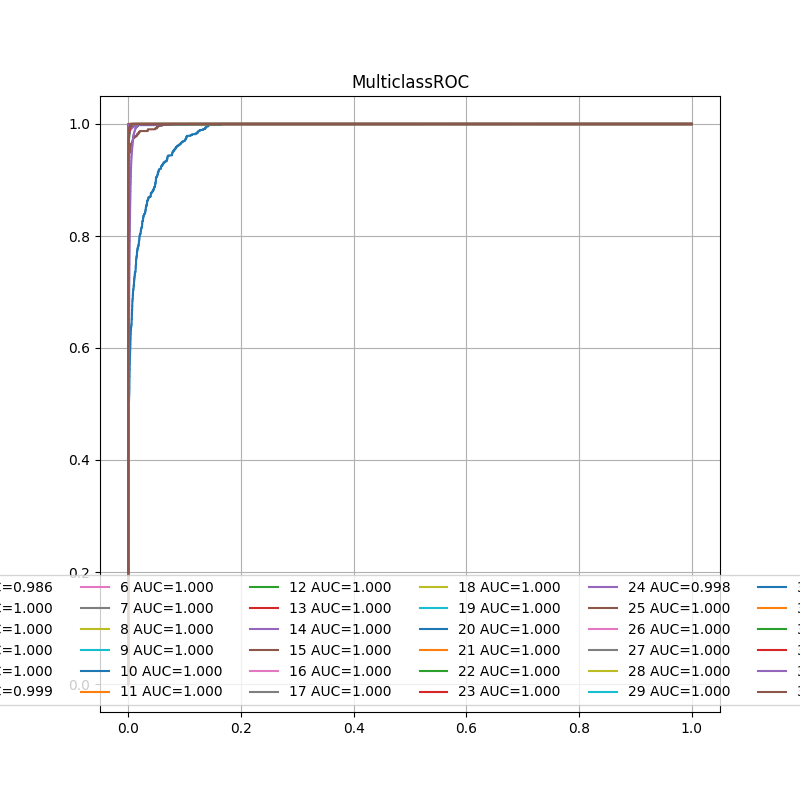 MulticlassROC
1.0
0.8
0.6
0.4
0.2
0.0
=0.986 6 AUC=1.000 12 AUC=1.000 18 AUC=1.000 24 AUC=0.998
1.000 7 AUC=1.000 13 AUC=1.000 19 AUC=1.000 25 AUC=1.000
1.000 8 AUC=1.000 14 AUC=1.000 20 AUC=1.000 26 AUC=1.000
1.000 9 AUC=1.000 15 AUC=1.000 21 AUC=1.000 27 AUC=1.000
1.000 10 AUC=1.000 16 AUC=1.000 22 AUC=1.000 28 AUC=1.000
=0.999 11 AUC=1.000 17 AUC=1.000 23 AUC=1.000 29 AUC=1.000
0.0 0.2 0.4 0.6 0.8 1.0